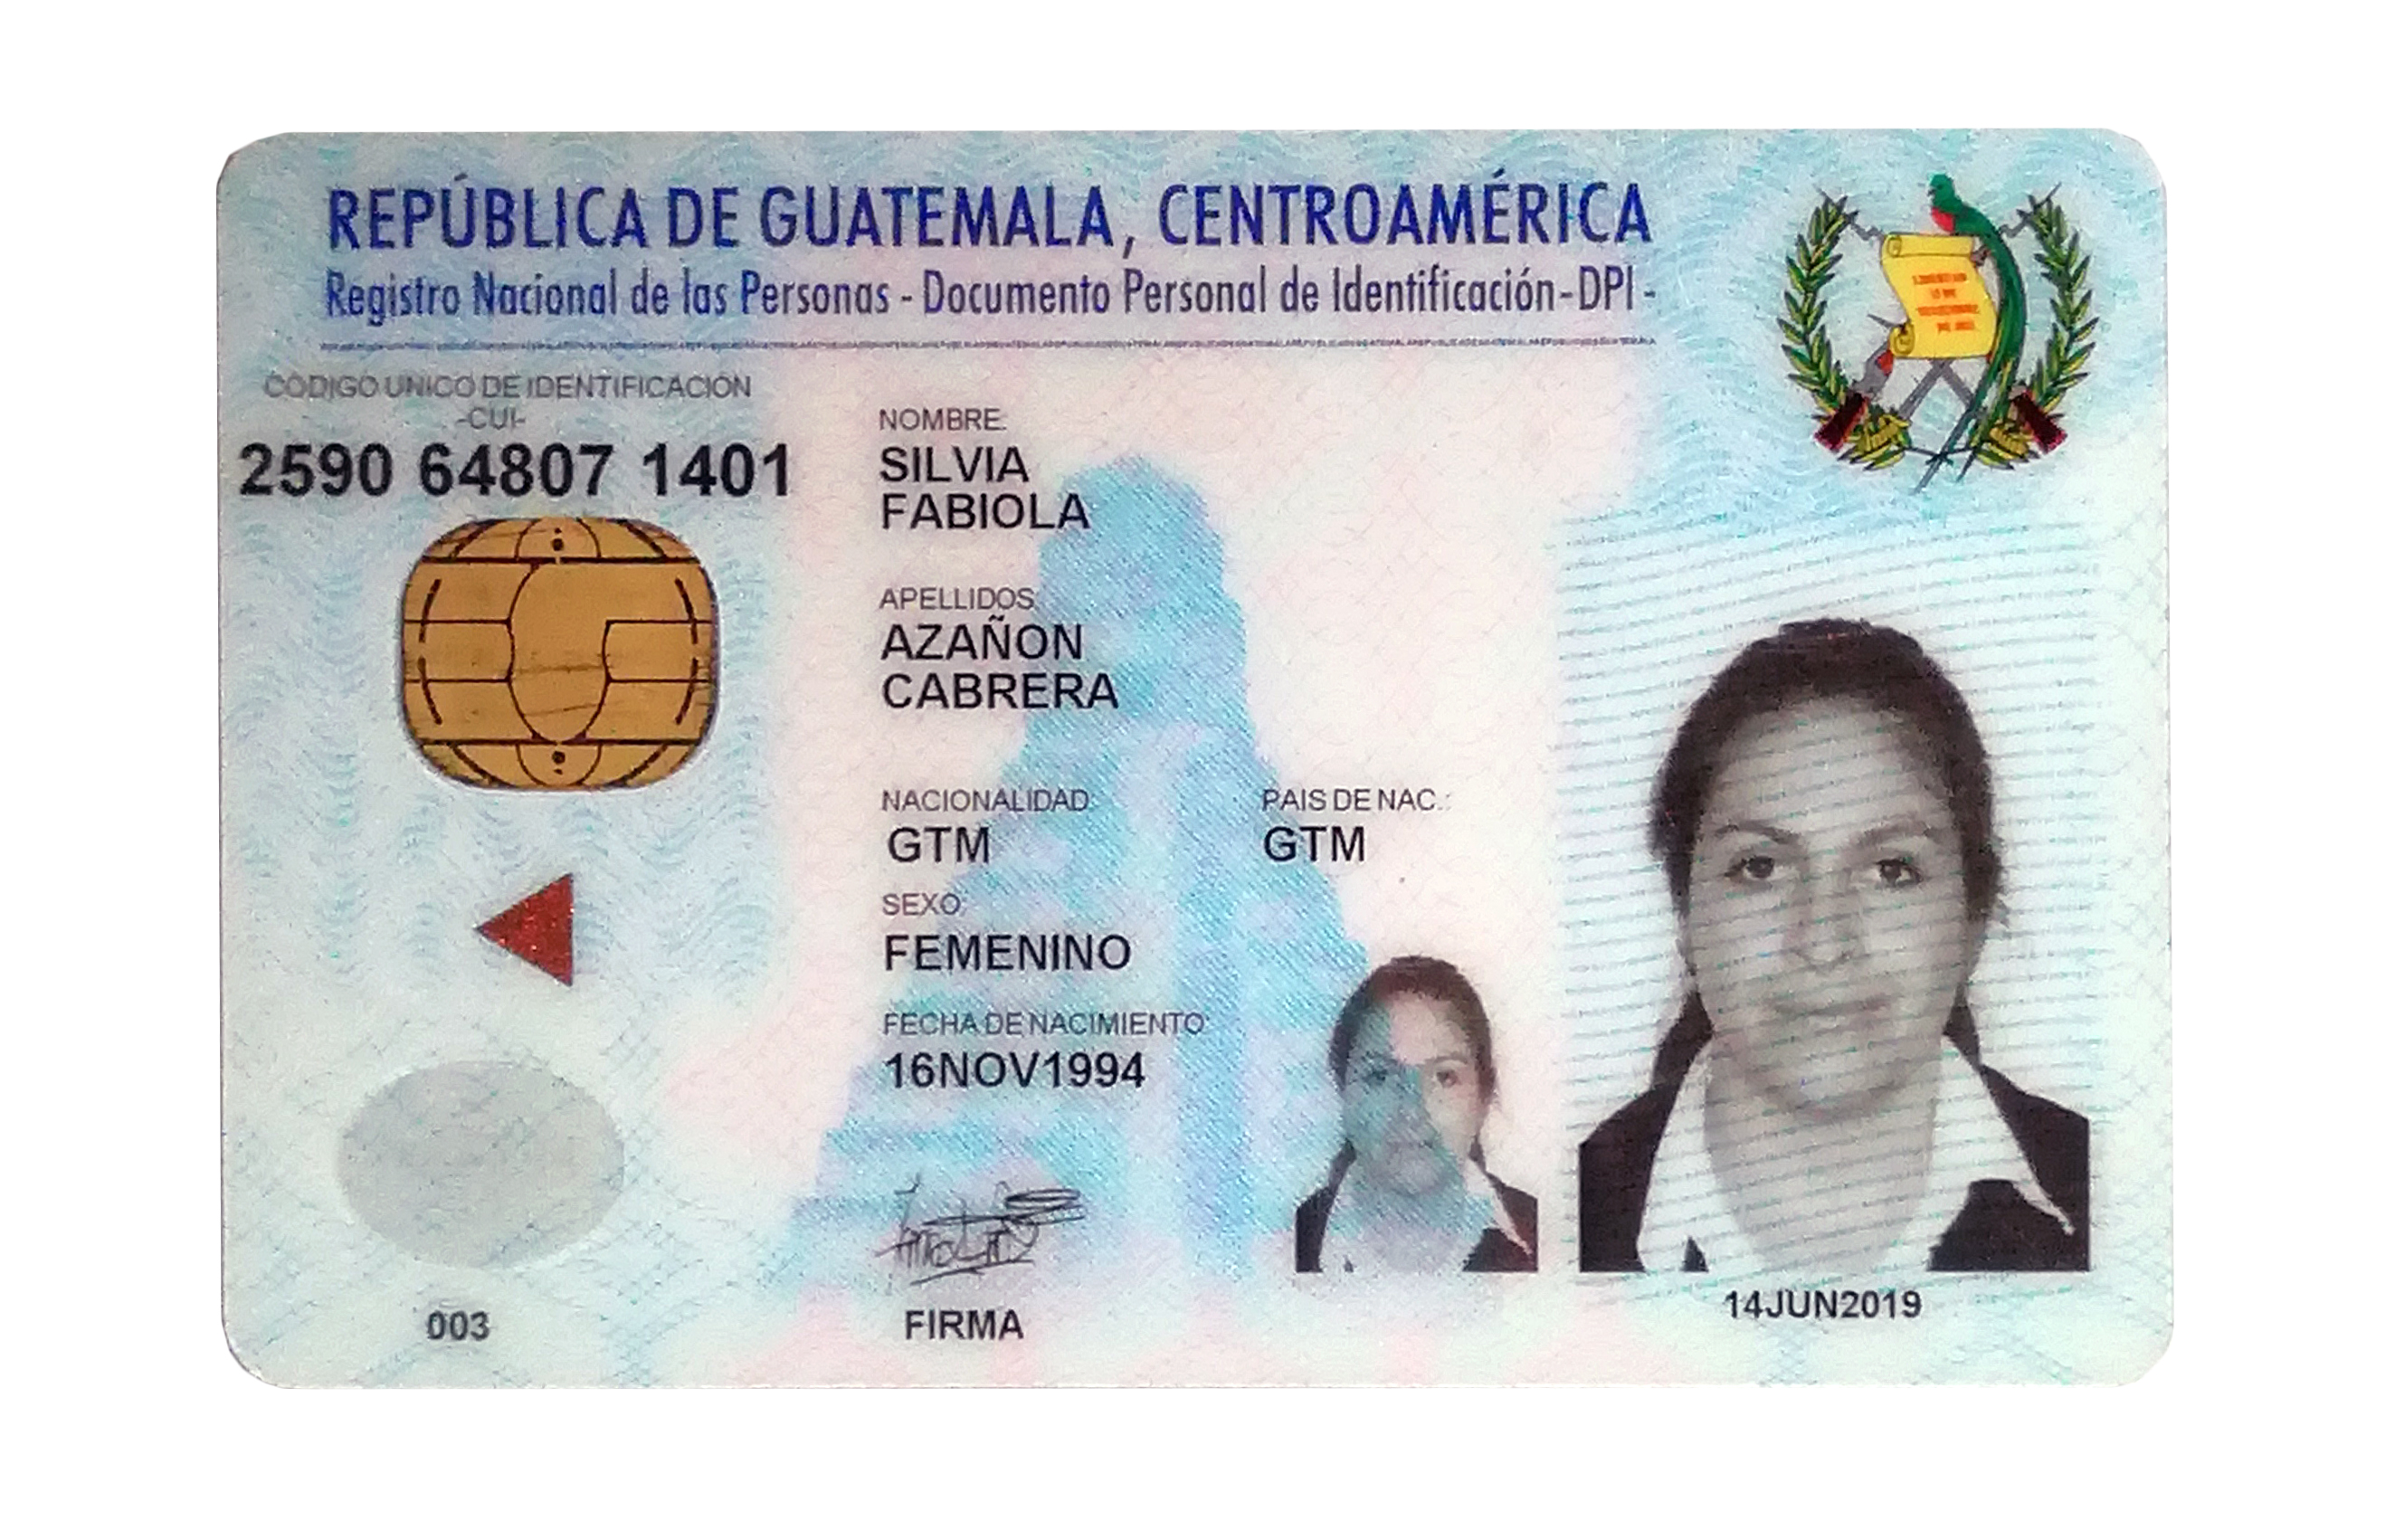 REPÚBLICA DE GUATEMALA, CENTROAMÉRICA
Registro Nacional de las Personas - Documento Personal de Identificación-DPI -
CÓDIGO UNICO DE IDENTIFICACIÓN
-CUI-
2590 64807 1401
NOMBRE:
SILVIA
FABIOLA
APELLIDOS:
AZAÑON
CABRERA
NACIONALIDAD:
GTM
PAIS DE NAC.:
GTM
SEXO:
FEMENINO
FECHA DE NACIMIENTO:
16NOV1994
003
FIRMA
14JUN2019